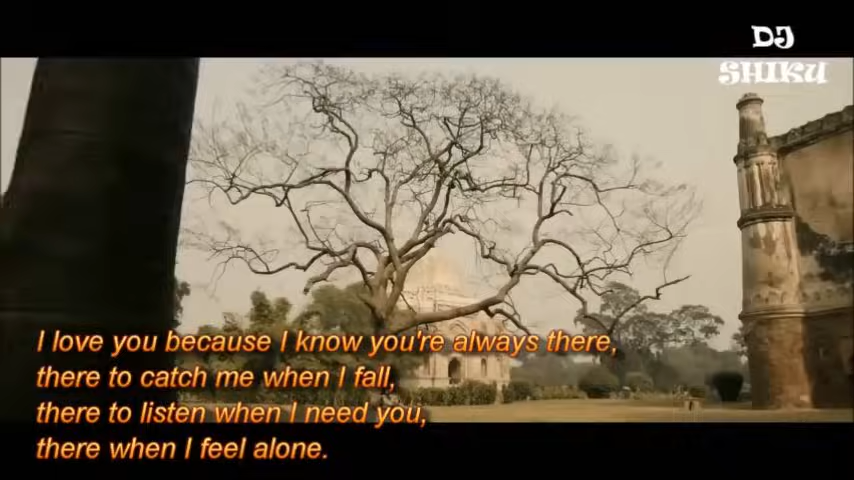 DJ
SHIKU
I love you because I know you're always there,
there to catch me when I fall,
there to listen when I need you,
there when I feel alone.